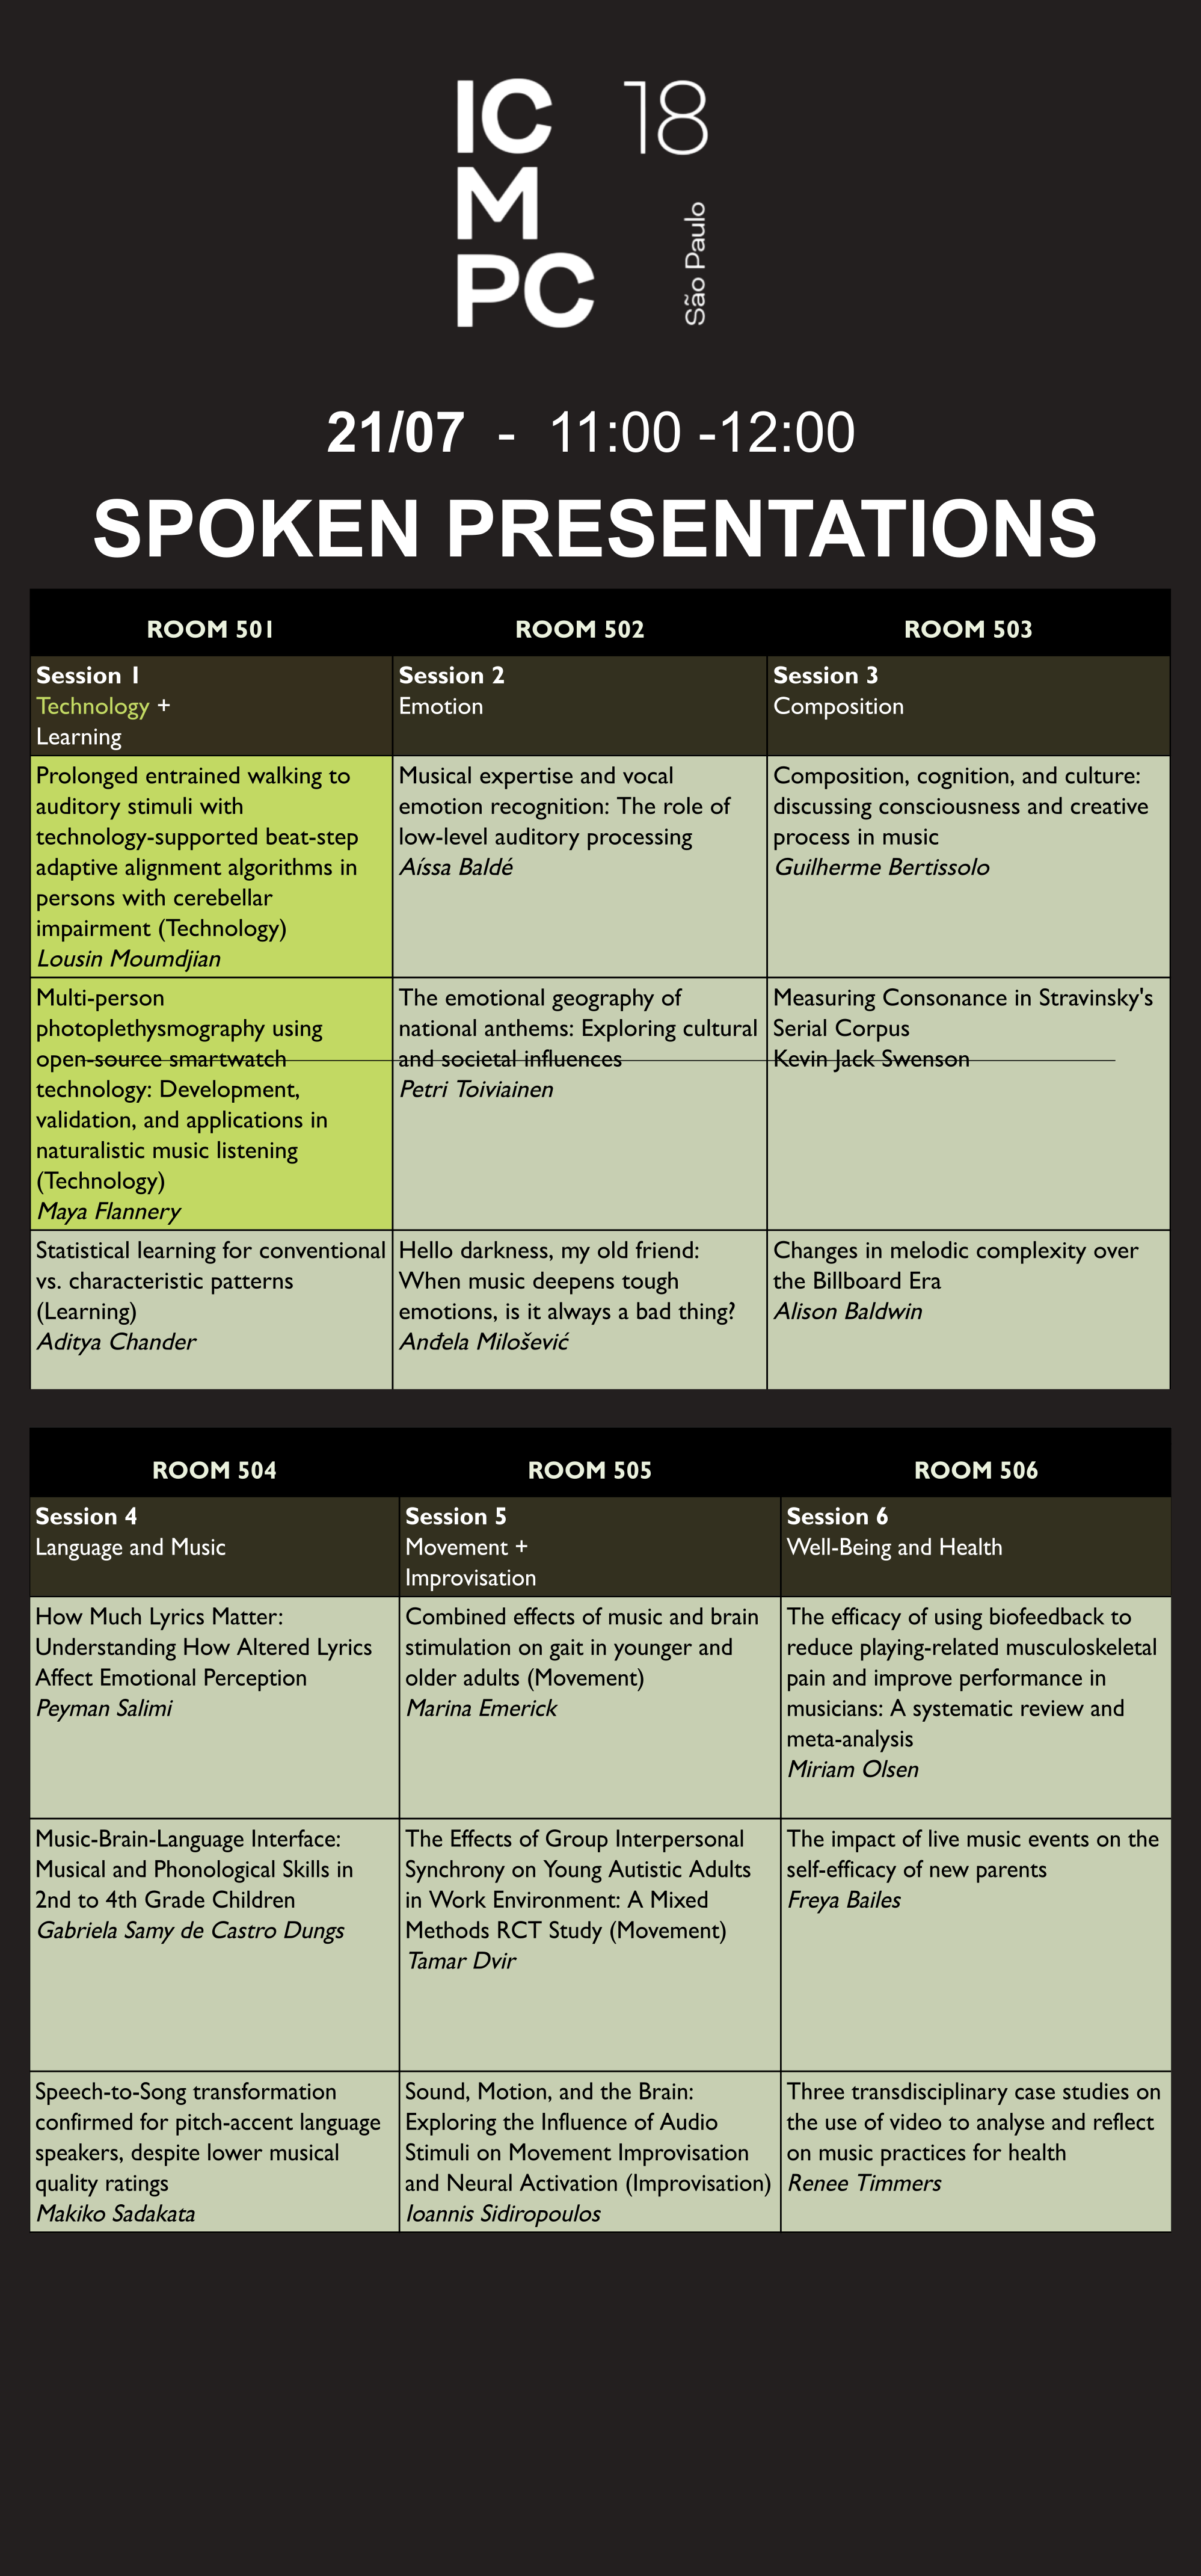 IC 18
M
PC
São Paulo
21/07 - 11:00 -12:00
SPOKEN PRESENTATIONS
ROOM 501
ROOM 502
ROOM 503
Session 1
Technology +
Learning
Session 2
Emotion
Session 3
Composition
Prolonged entrained walking to
auditory stimuli with
technology-supported beat-step
adaptive alignment algorithms in
persons with cerebellar
impairment (Technology)
Lousin Moumdjian
Musical expertise and vocal
emotion recognition: The role of
low-level auditory processing
Aíssa Baldé
Composition, cognition, and culture:
discussing consciousness and creative
process in music
Guilherme Bertissolo
Multi-person
photoplethysmography using
open-source smartwatch
technology: Development,
validation, and applications in
naturalistic music listening
(Technology)
Maya Flannery
The emotional geography of
national anthems: Exploring cultural
and societal influences
Petri Toiviainen
Measuring Consonance in Stravinsky's
Serial Corpus
Kevin Jack Swenson
Statistical learning for conventional
vs. characteristic patterns
(Learning)
Aditya Chander
Hello darkness, my old friend:
When music deepens tough
emotions, is it always a bad thing?
Anđela Milošević
Changes in melodic complexity over
the Billboard Era
Alison Baldwin
ROOM 504
ROOM 505
ROOM 506
Session 4
Language and Music
Session 5
Movement +
Improvisation
Session 6
Well-Being and Health
How Much Lyrics Matter:
Understanding How Altered Lyrics
Affect Emotional Perception
Peyman Salimi
Combined effects of music and brain
stimulation on gait in younger and
older adults (Movement)
Marina Emerick
The efficacy of using biofeedback to
reduce playing-related musculoskeletal
pain and improve performance in
musicians: A systematic review and
meta-analysis
Miriam Olsen
Music-Brain-Language Interface:
Musical and Phonological Skills in
2nd to 4th Grade Children
Gabriela Samy de Castro Dungs
The Effects of Group Interpersonal
Synchrony on Young Autistic Adults
in Work Environment: A Mixed
Methods RCT Study (Movement)
Tamar Dvir
The impact of live music events on the
self-efficacy of new parents
Freya Bailes
Speech-to-Song transformation
confirmed for pitch-accent language
speakers, despite lower musical
quality ratings
Makiko Sadakata
Sound, Motion, and the Brain:
Exploring the Influence of Audio
Stimuli on Movement Improvisation
and Neural Activation (Improvisation)
Ioannis Sidiropoulos
Three transdisciplinary case studies on
the use of video to analyse and reflect
on music practices for health
Renee Timmers